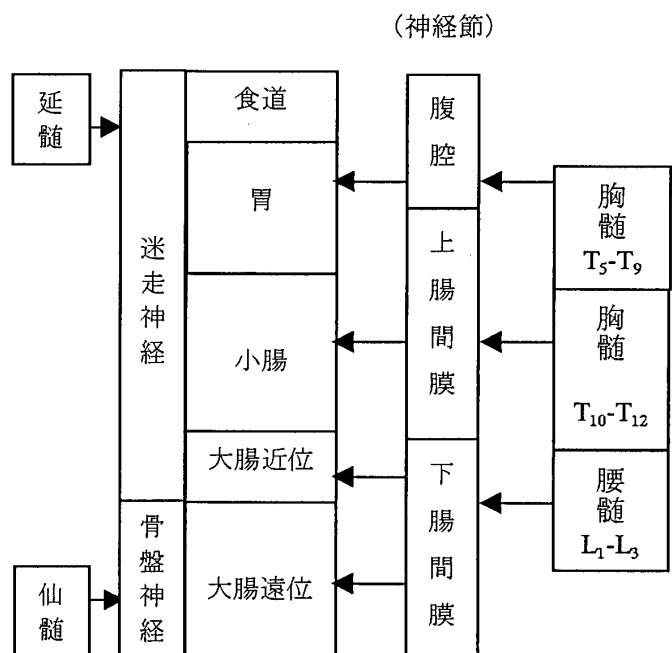 （神経節）
延髄
迷走神経
骨盤神経
仙髄
食道
胃
小腸
大腸近位
大腸遠位
腹腔
上腸間膜
下腸間膜
胸髄
T₅-T₉
胸髄
T₁₀-T₁₂
腰髄
L₁-L₃